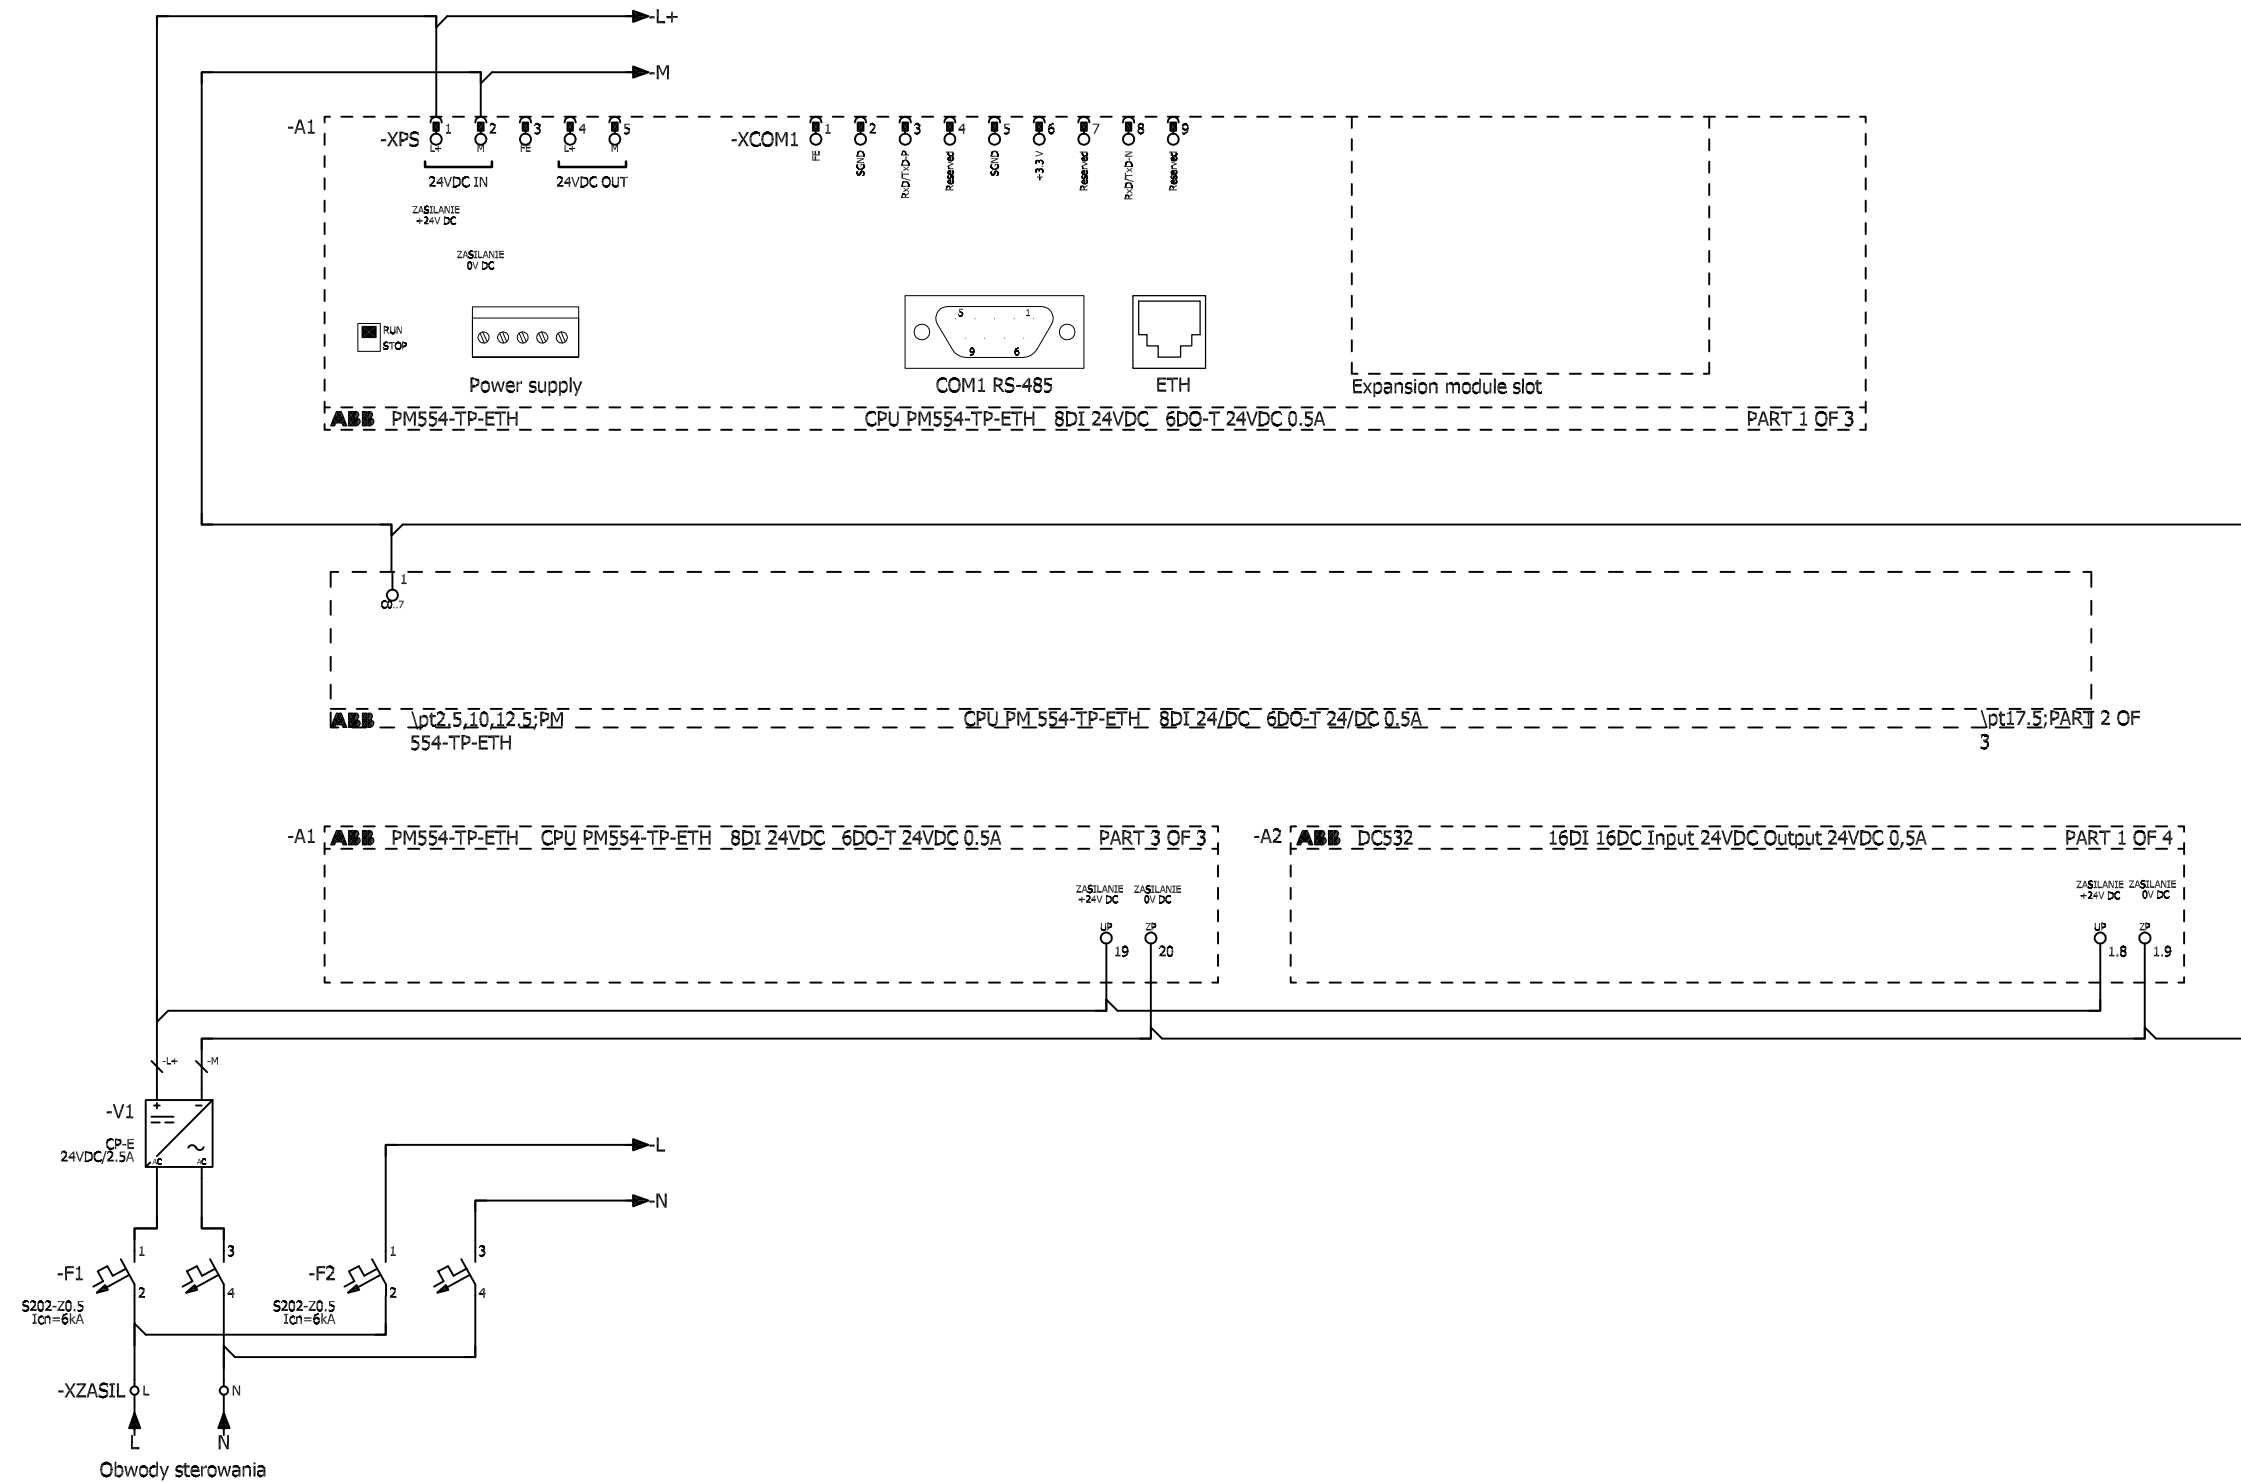 -L+
-M
-A1
-XPS 1 2 3 4 5
L+ M FE L+ M
24VDC IN 24VDC OUT
ZASILANIE
+24V DC
ZASILANIE
0V DC
-XCOM1 1 2 3 4 5 6 7 8 9
FE SGND RxD/TxD-P Reserved SGND +3.3 V Reserved RxD/TxD-N Reserved
RUN
STOP
5 1
9 6
Power supply COM1 RS-485 ETH Expansion module slot
ABB PM554-TP-ETH CPU PM554-TP-ETH 8DI 24VDC 6DO-T 24VDC 0.5A PART 1 OF 3
1
C0..7
ABB \pt2.5,10,12.5;PM CPU PM 554-TP-ETH 8DI 24/DC 6DO-T 24/DC 0.5A \pt17.5;PART 2 OF
554-TP-ETH 3
-A1 ABB PM554-TP-ETH CPU PM554-TP-ETH 8DI 24VDC 6DO-T 24VDC 0.5A PART 3 OF 3
ZASILANIE
+24V DC
ZASILANIE
0V DC
UP ZP
19 20
-A2 ABB DC532 16DI 16DC Input 24VDC Output 24VDC 0,5A PART 1 OF 4
ZASILANIE
+24V DC
ZASILANIE
0V DC
UP ZP
1.8 1.9
-L+ -M
-V1
+ −
CP-E
24VDC/2.5A
AC AC
-L
-N
-F1 1 2 3 4
S202-Z0.5
Icn=6kA
-F2 1 2 3 4
S202-Z0.5
Icn=6kA
-XZASIL L N
L N
Obwody sterowania